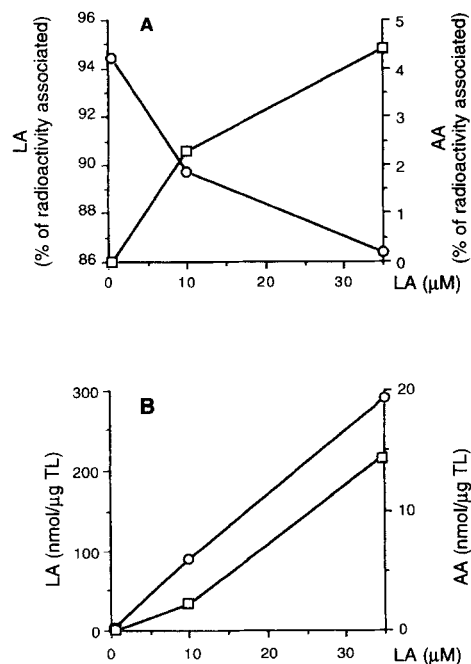 A
LA
(% of radioactivity associated)
96
94
92
90
88
86
5
4
3
2
1
0
AA
(% of radioactivity associated)
0
10
20
30
LA (µM)
B
LA (nmol/µg TL)
300
200
100
0
20
10
0
AA (nmol/µg TL)
0
10
20
30
LA (µM)